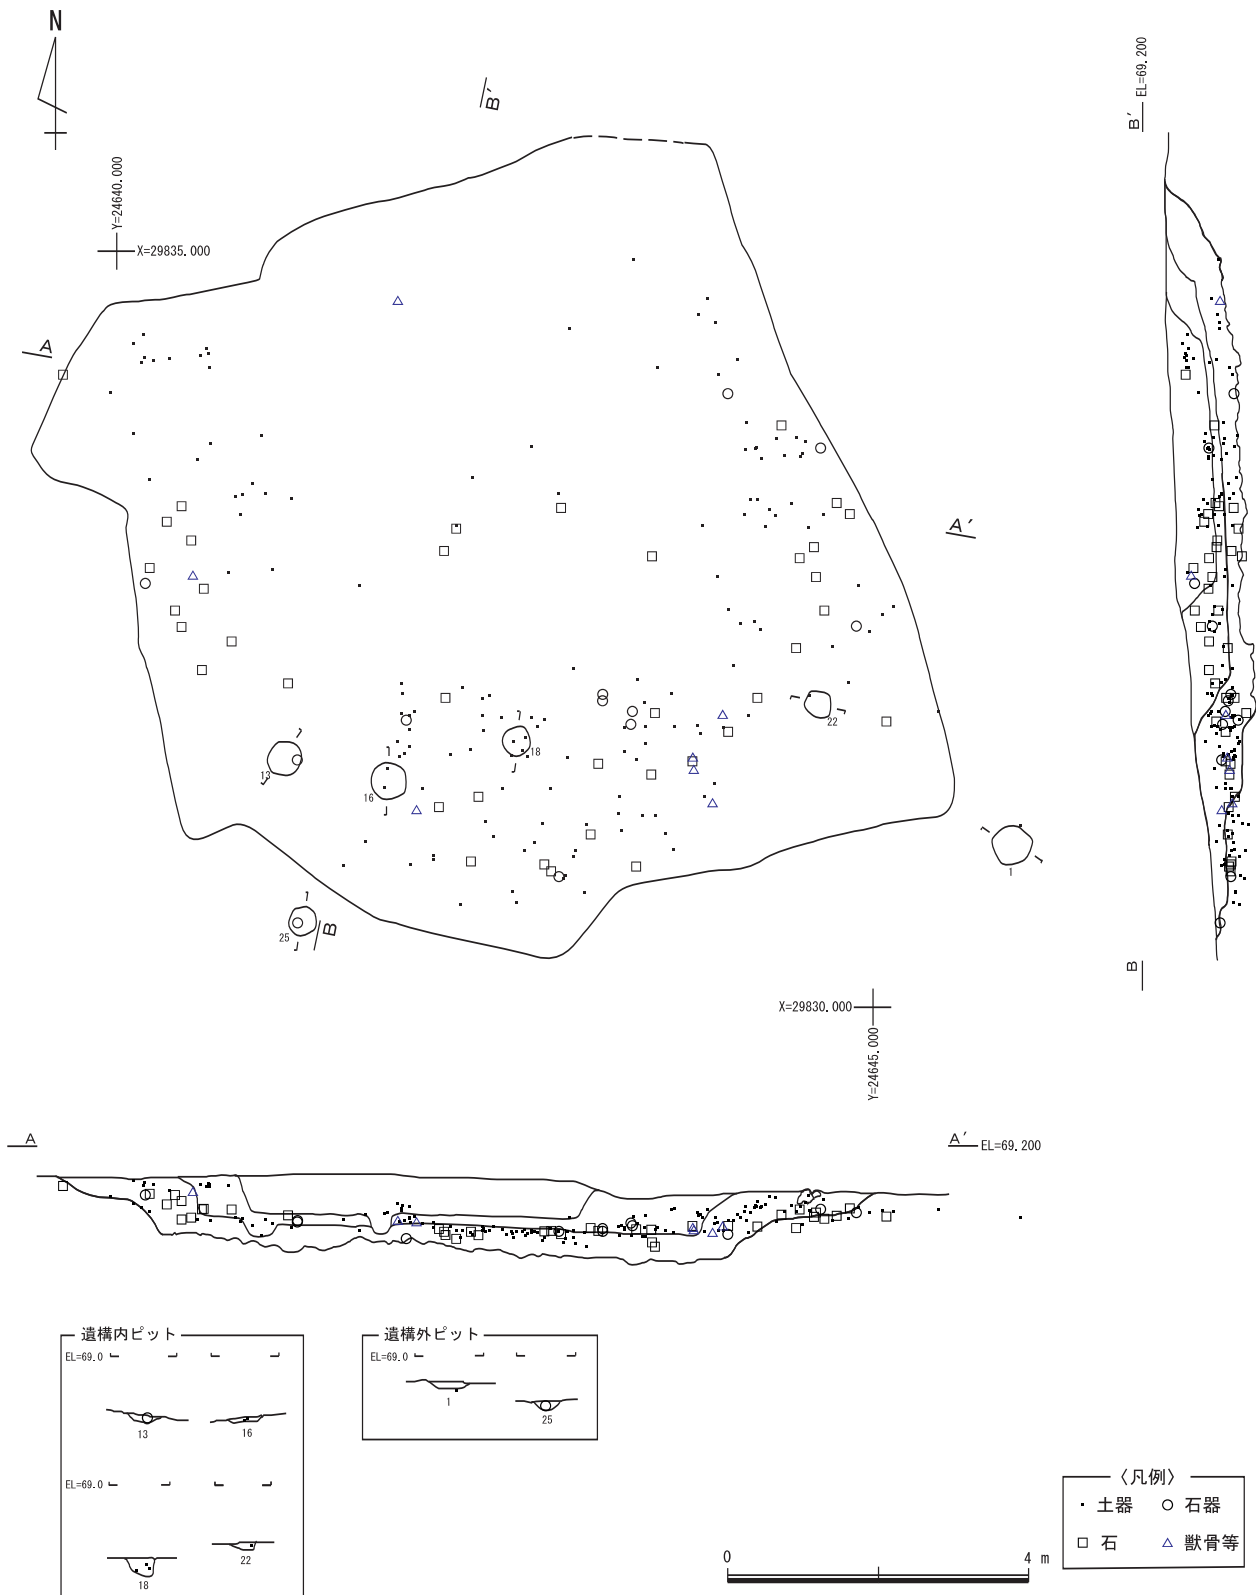 N
B'
B' EL=69.200
Y=24640.000
X=29835.000
A
A'
22
18
13
16
1
25
B
B
X=29830.000
Y=24645.000
A
A' EL=69.200
遺構内ピット
EL=69.0
13
16
EL=69.0
18
22
遺構外ピット
EL=69.0
1
25
〈凡例〉
土器 石器
石 獣骨等
0 4 m